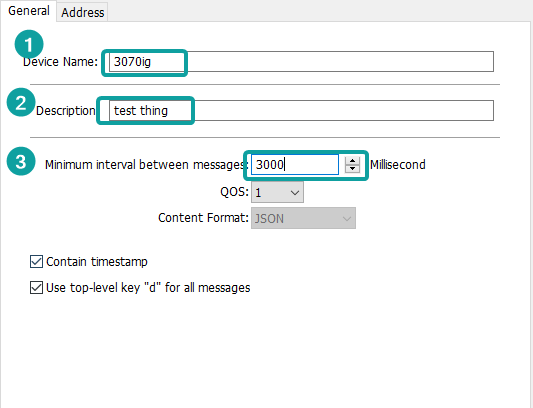 General Address
1
Device Name: 3070ig
2
Description: test thing
3
Minimum interval between messages: 3000 Millisecond
QOS: 1
Content Format: JSON
Contain timestamp
Use top-level key "d" for all messages